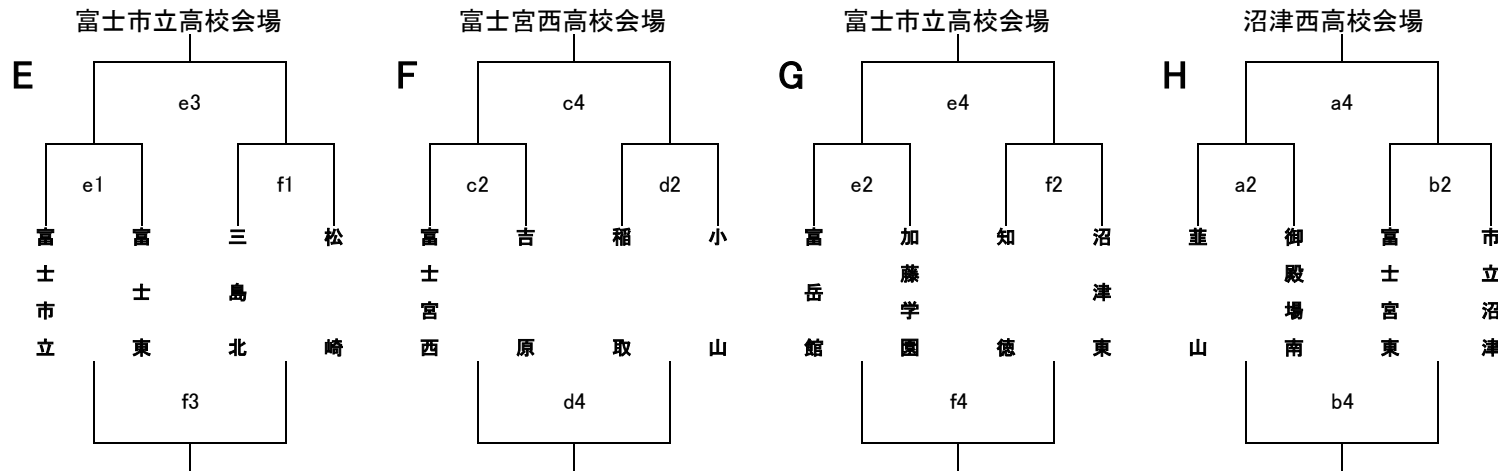 富士市立高校会場 富士宮西高校会場 富士市立高校会場 沼津西高校会場
E F G H
e3 c4 e4 a4
e1 f1 c2 d2 e2 f2 a2 b2
富士市立
富士東
三島北
松崎
富士宮西
吉原
稲取
小山
富岳館
加藤学園
知徳
沼津東
韮山
御殿場南
富士宮東
市立沼津
f3 d4 f4 b4